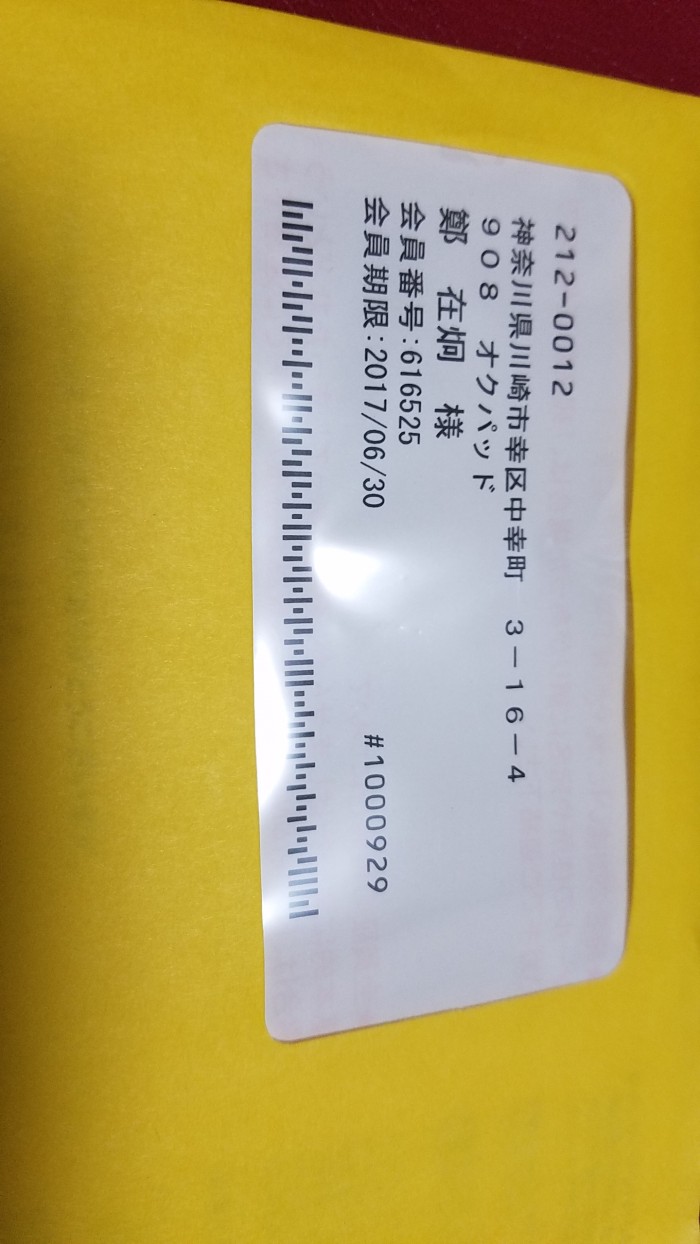 212-0012
神奈川県川崎市幸区中幸町　３－１６－４
９０８　オクパッド
鄭　在炯　様
会員番号:616525
会員期限:2017/06/30
#1000929